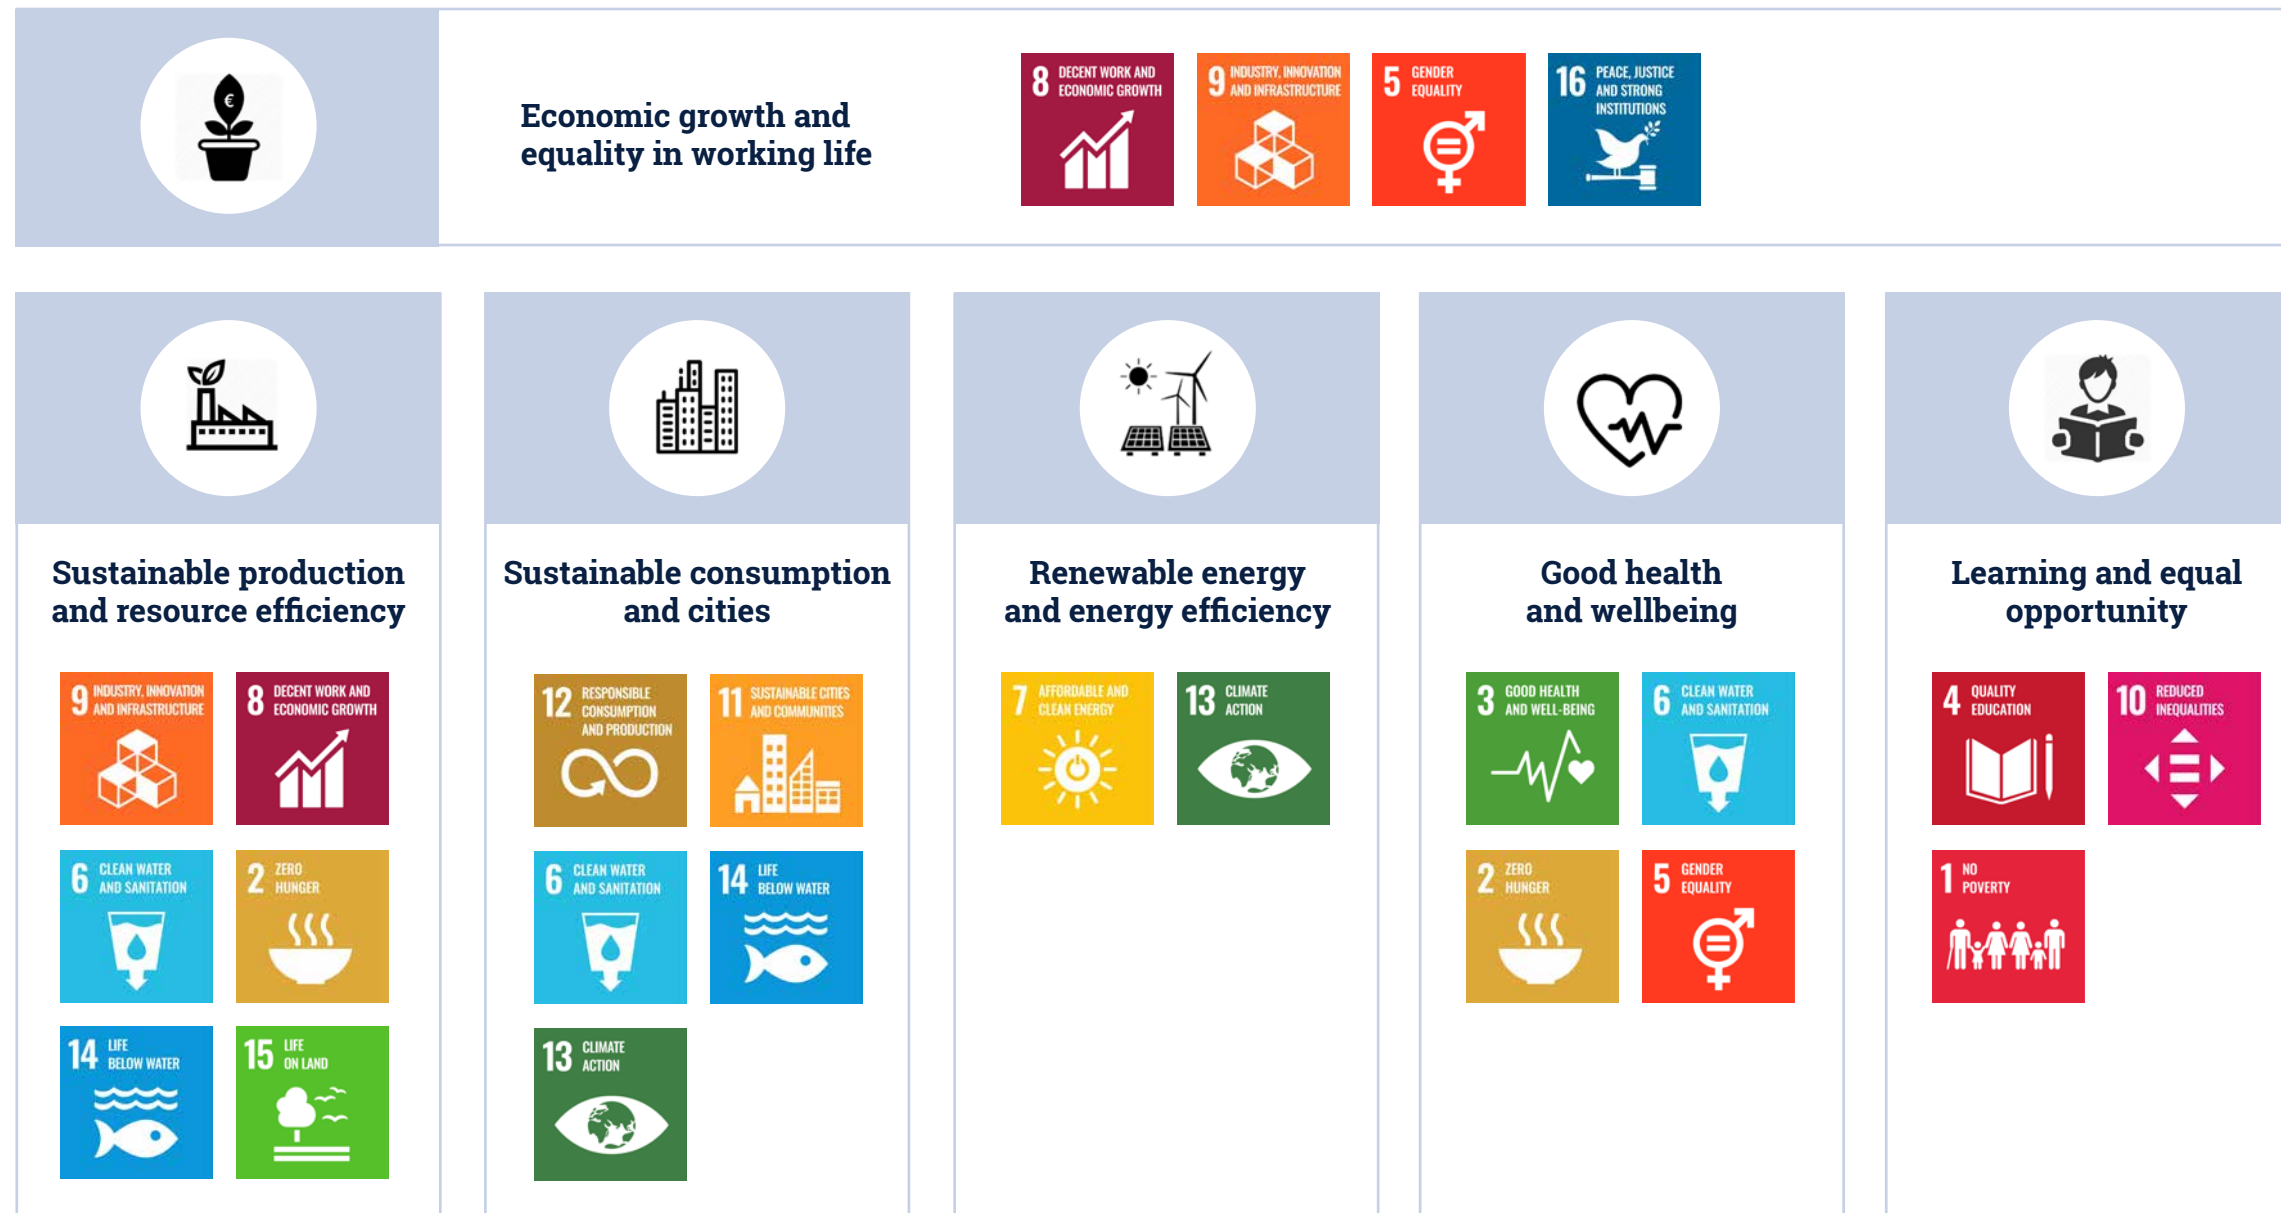 €
Economic growth and
equality in working life
8 DECENT WORK AND
ECONOMIC GROWTH
9 INDUSTRY, INNOVATION
AND INFRASTRUCTURE
5 GENDER
EQUALITY
16 PEACE, JUSTICE
AND STRONG
INSTITUTIONS
Sustainable production
and resource efficiency
9 INDUSTRY, INNOVATION
AND INFRASTRUCTURE
8 DECENT WORK AND
ECONOMIC GROWTH
6 CLEAN WATER
AND SANITATION
2 ZERO
HUNGER
14 LIFE
BELOW WATER
15 LIFE
ON LAND
Sustainable consumption
and cities
12 RESPONSIBLE
CONSUMPTION
AND PRODUCTION
11 SUSTAINABLE CITIES
AND COMMUNITIES
6 CLEAN WATER
AND SANITATION
14 LIFE
BELOW WATER
13 CLIMATE
ACTION
Renewable energy
and energy efficiency
7 AFFORDABLE AND
CLEAN ENERGY
13 CLIMATE
ACTION
Good health
and wellbeing
3 GOOD HEALTH
AND WELL-BEING
6 CLEAN WATER
AND SANITATION
2 ZERO
HUNGER
5 GENDER
EQUALITY
Learning and equal
opportunity
4 QUALITY
EDUCATION
10 REDUCED
INEQUALITIES
1 NO
POVERTY